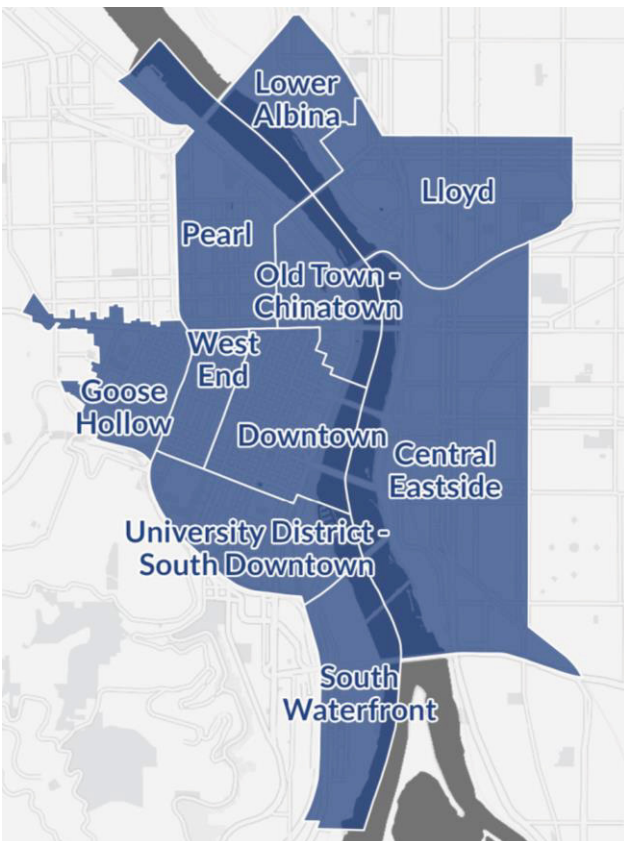 Lower
Albina
Lloyd
Pearl
Old Town -
Chinatown
West
End
Goose
Hollow
Downtown
Central
Eastside
University District -
South Downtown
South
Waterfront